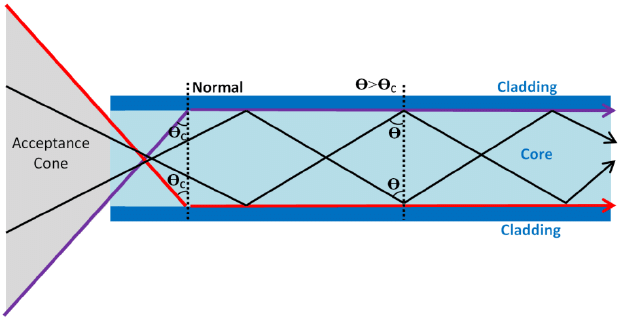 Normal
Θ>Θc
Cladding
Θc
Θ
Acceptance
Cone
Core
Θc
Θ
Cladding